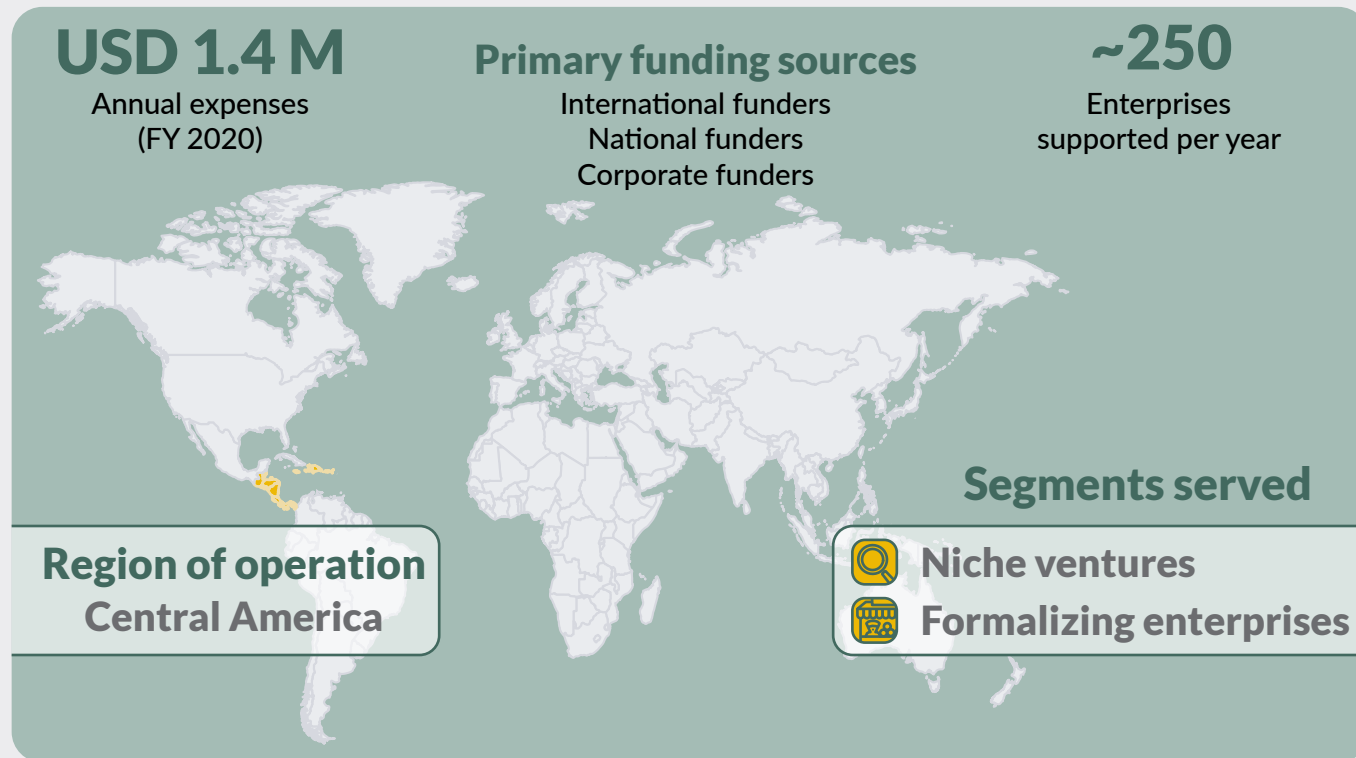 USD 1.4 M
Annual expenses
(FY 2020)
Primary funding sources
International funders
National funders
Corporate funders
~250
Enterprises
supported per year
Region of operation
Central America
Segments served
Niche ventures
Formalizing enterprises